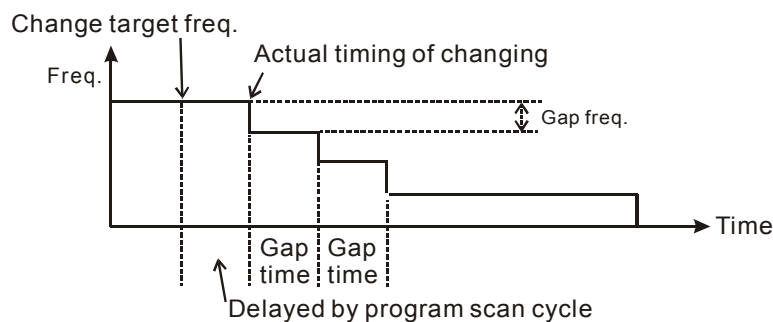 Change target freq.
Actual timing of changing
Freq.
Gap freq.
Time
Gap
time
Gap
time
Delayed by program scan cycle